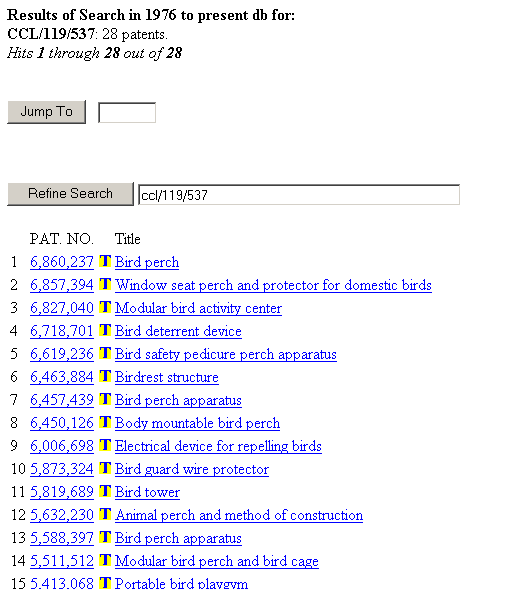 Results of Search in 1976 to present db for:
CCL/119/537: 28 patents.
Hits 1 through 28 out of 28
Jump To
Refine Search ccl/119/537
PAT. NO. Title
1 6,860,237 T Bird perch
2 6,857,394 T Window seat perch and protector for domestic birds
3 6,827,040 T Modular bird activity center
4 6,718,701 T Bird deterrent device
5 6,619,236 T Bird safety pedicure perch apparatus
6 6,463,884 T Birdrest structure
7 6,457,439 T Bird perch apparatus
8 6,450,126 T Body mountable bird perch
9 6,006,698 T Electrical device for repelling birds
10 5,873,324 T Bird guard wire protector
11 5,819,689 T Bird tower
12 5,632,230 T Animal perch and method of construction
13 5,588,397 T Bird perch apparatus
14 5,511,512 T Modular bird perch and bird cage
15 5,413,068 T Portable bird playgym